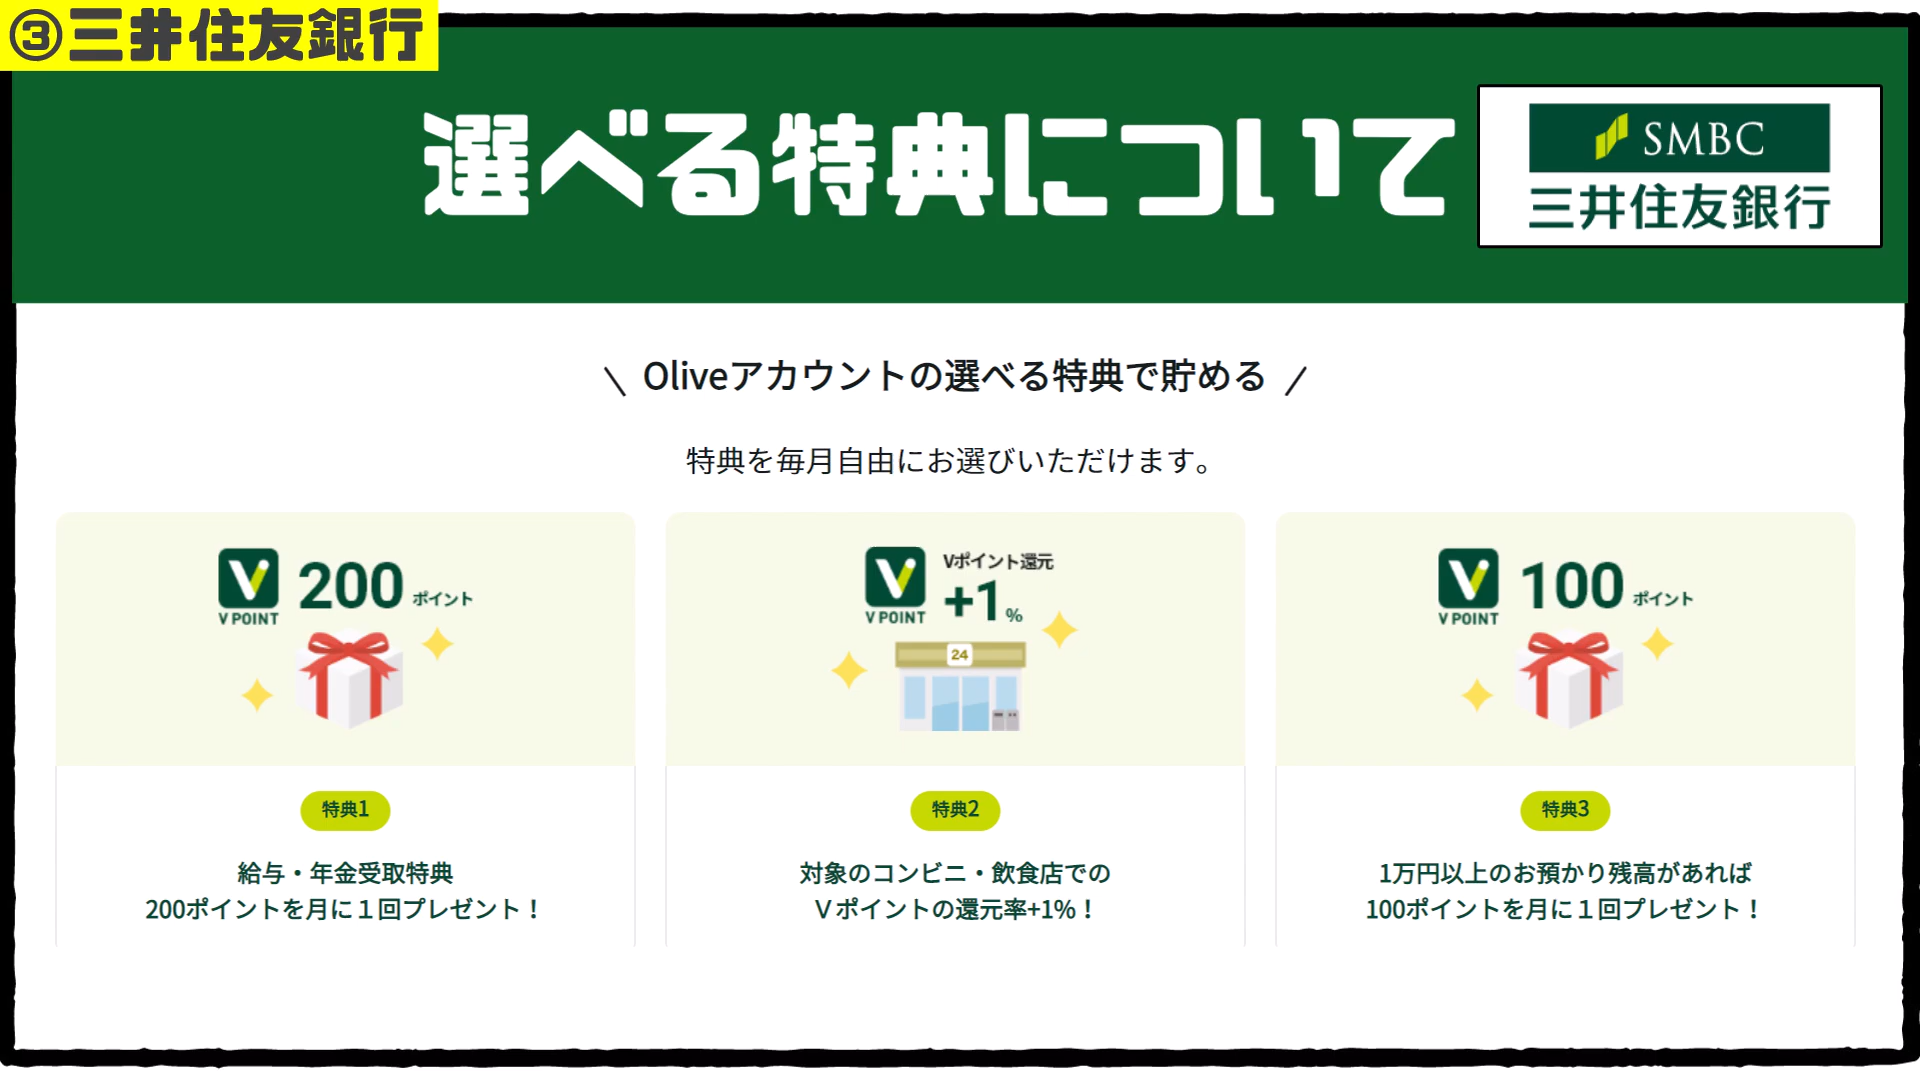 ③三井住友銀行
選べる特典について
SMBC
三井住友銀行
\ Oliveアカウントの選べる特典で貯める /
特典を毎月自由にお選びいただけます。
V POINT
200ポイント
特典1
給与・年金受取特典
200ポイントを月に１回プレゼント！
V POINT
Vポイント還元
+1%
24
特典2
対象のコンビニ・飲食店での
Ｖポイントの還元率+1%！
V POINT
100ポイント
特典3
1万円以上のお預かり残高があれば
100ポイントを月に１回プレゼント！